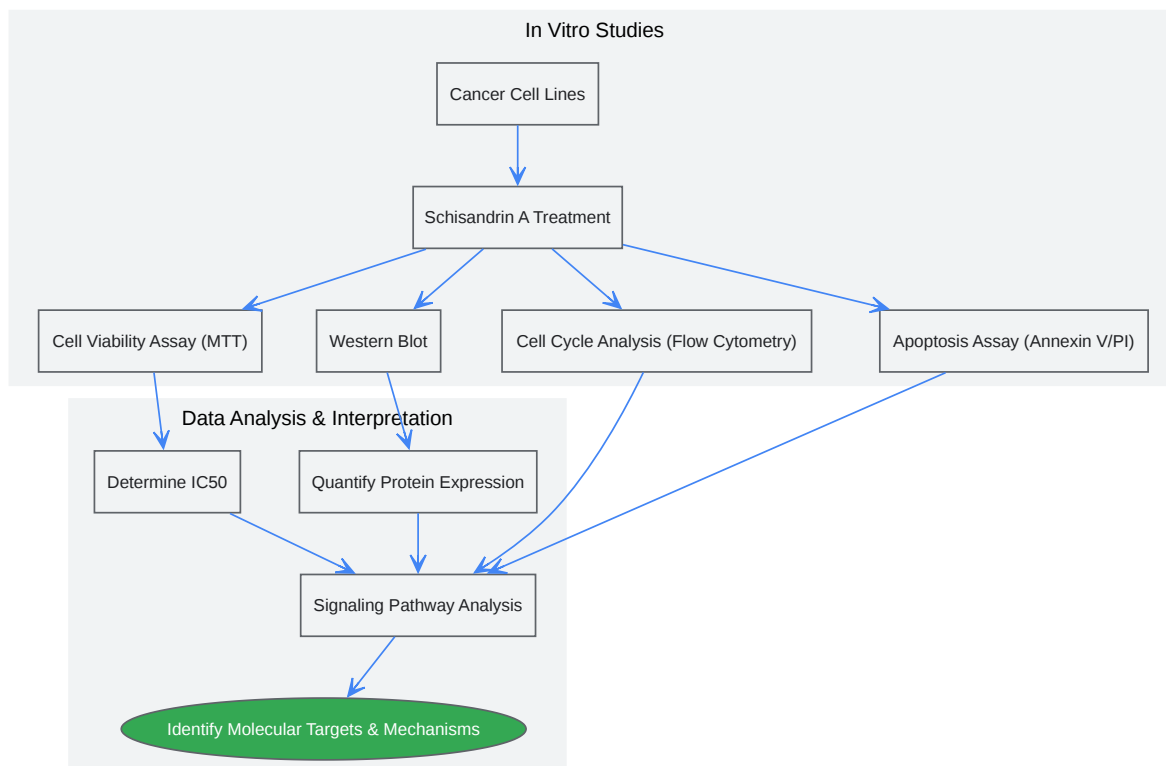 In Vitro Studies
Cancer Cell Lines
Schisandrin A Treatment
Cell Viability Assay (MTT)
Western Blot
Cell Cycle Analysis (Flow Cytometry)
Apoptosis Assay (Annexin V/PI)
Data Analysis & Interpretation
Determine IC50
Quantify Protein Expression
Signaling Pathway Analysis
Identify Molecular Targets & Mechanisms